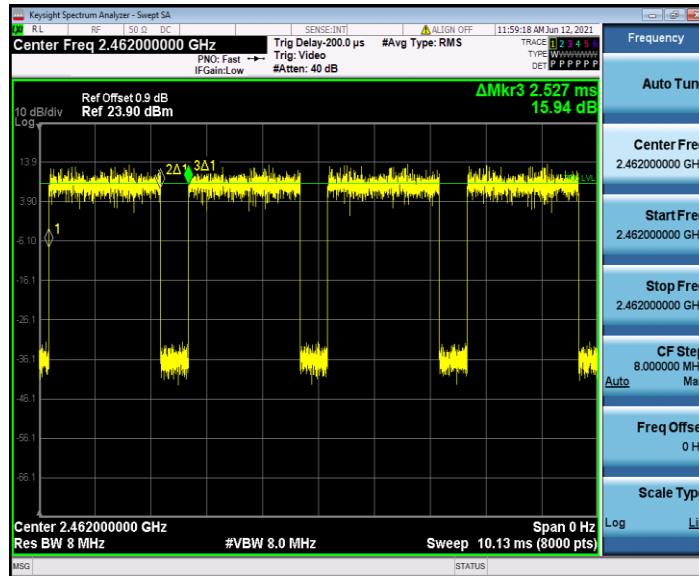 Keysight Spectrum Analyzer - Swept SA
RL RF 50 Ω DC SENSE:INT ALIGN OFF 11:59:18 AM Jun 12, 2021
Center Freq 2.462000000 GHz
PNO: Fast
IFGain:Low
Trig Delay-200.0 µs
Trig: Video
#Atten: 40 dB
#Avg Type: RMS
TRACE 1 2 3 4 5 6
TYPE W
DET P P P P P P
Ref Offset 0.9 dB
10 dB/div Ref 23.90 dBm
Log
ΔMkr3 2.527 ms
15.94 dB
13.9
3.90
-6.10
-16.1
-26.1
-36.1
-46.1
-56.1
-66.1
1
2Δ1
3Δ1
LVL
Center 2.462000000 GHz Span 0 Hz
Res BW 8 MHz #VBW 8.0 MHz Sweep 10.13 ms (8000 pts)
MSG STATUS
Frequency
Auto Tun
Center Fre
2.462000000 GH
Start Fre
2.462000000 GH
Stop Fre
2.462000000 GH
CF Step
8.000000 MH
Auto Ma
Freq Offse
0 H
Scale Type
Log Li